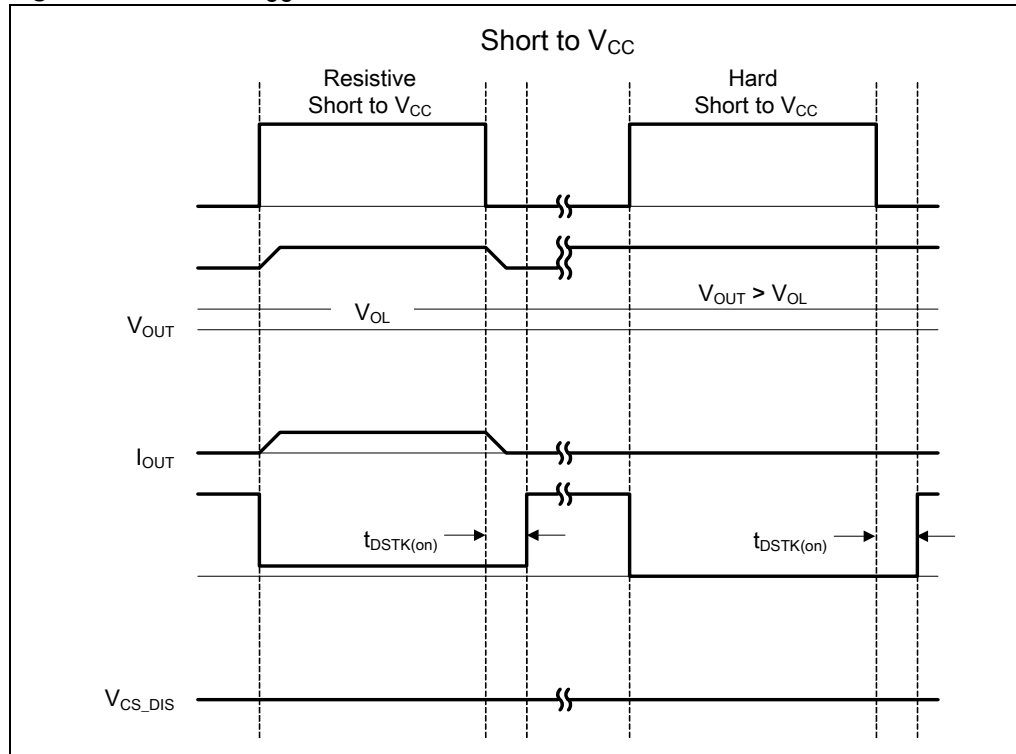 Short to VCC
Resistive
Short to VCC
Hard
Short to VCC
VOUT > VOL
VOL
VOUT
IOUT
tDSTK(on)
tDSTK(on)
VCS_DIS